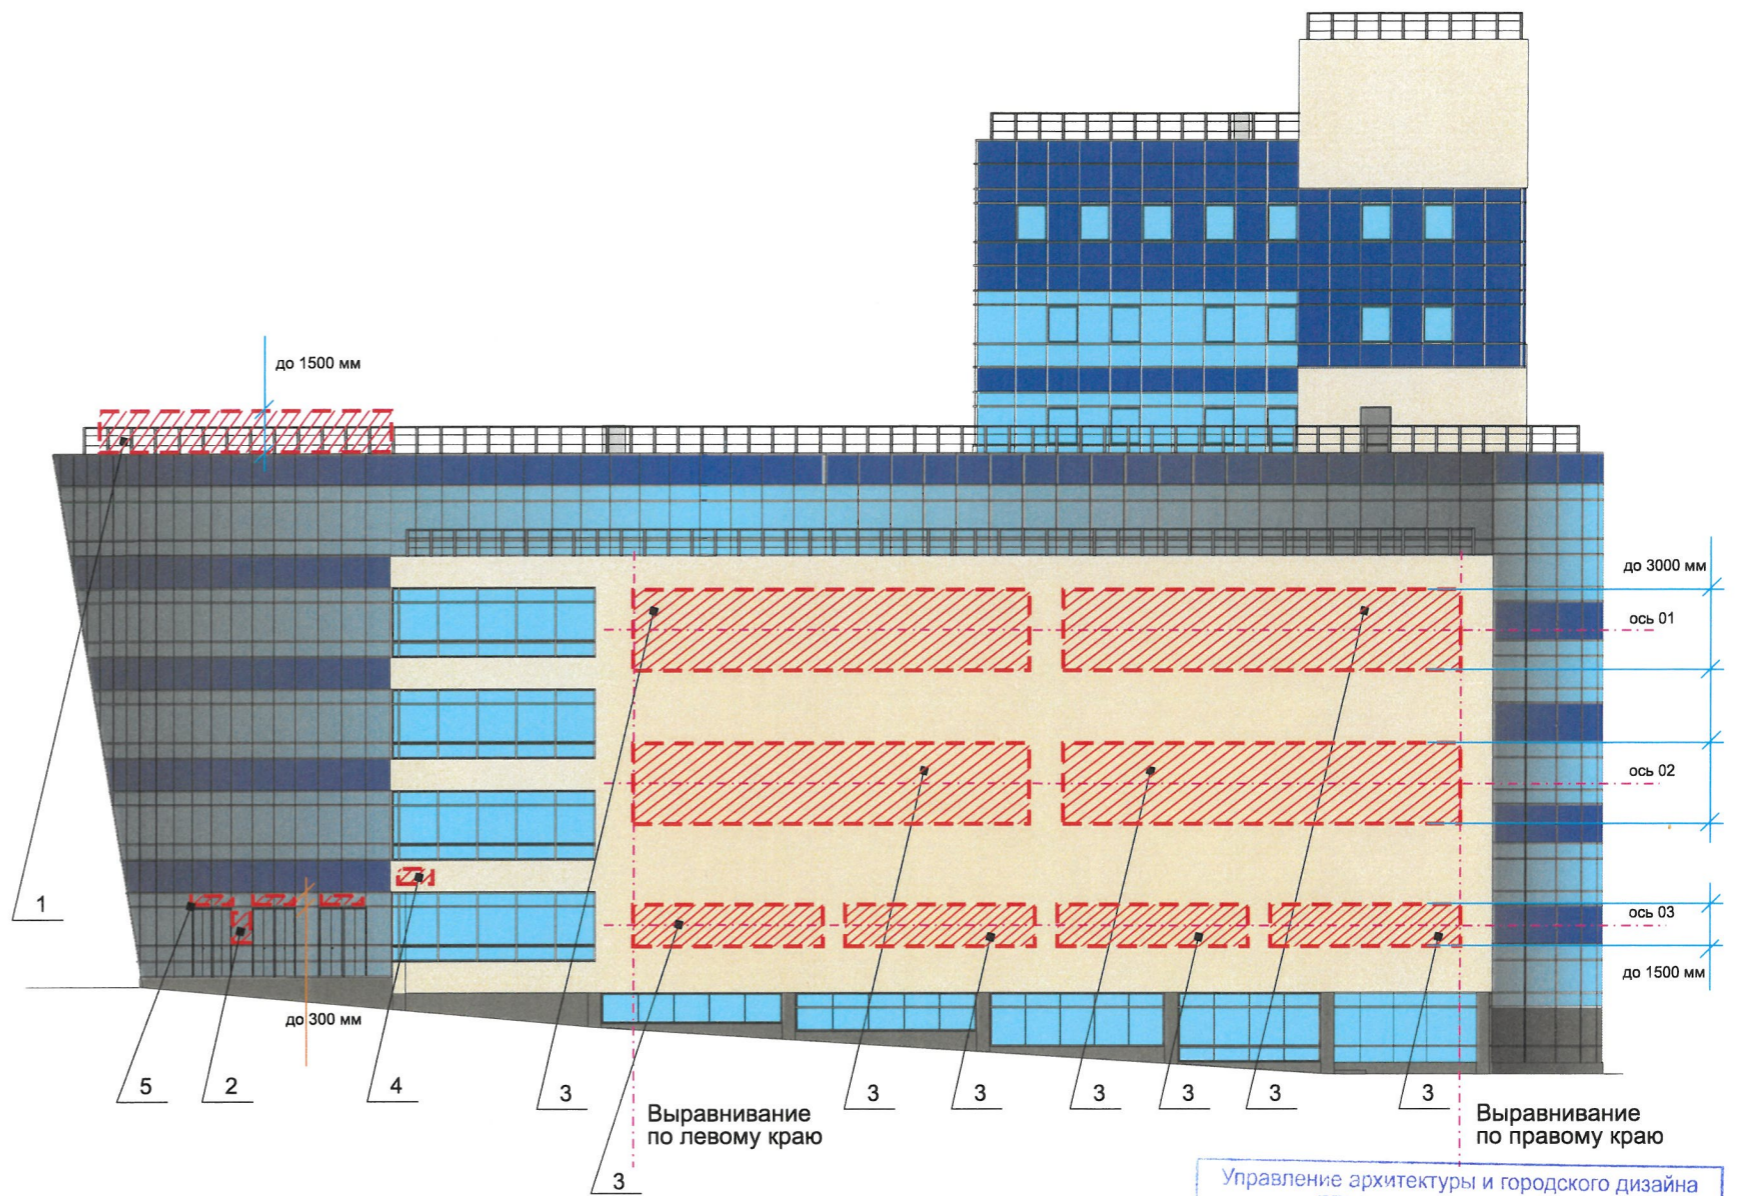 до 1500 мм
до 3000 мм
ось 01
ось 02
1
ось 03
до 1500 мм
до 300 мм
5
2
4
3
3
3
3
3
3
3
Выравнивание
по левому краю
Выравнивание
по правому краю
3
Управление архитектуры и городского дизайна